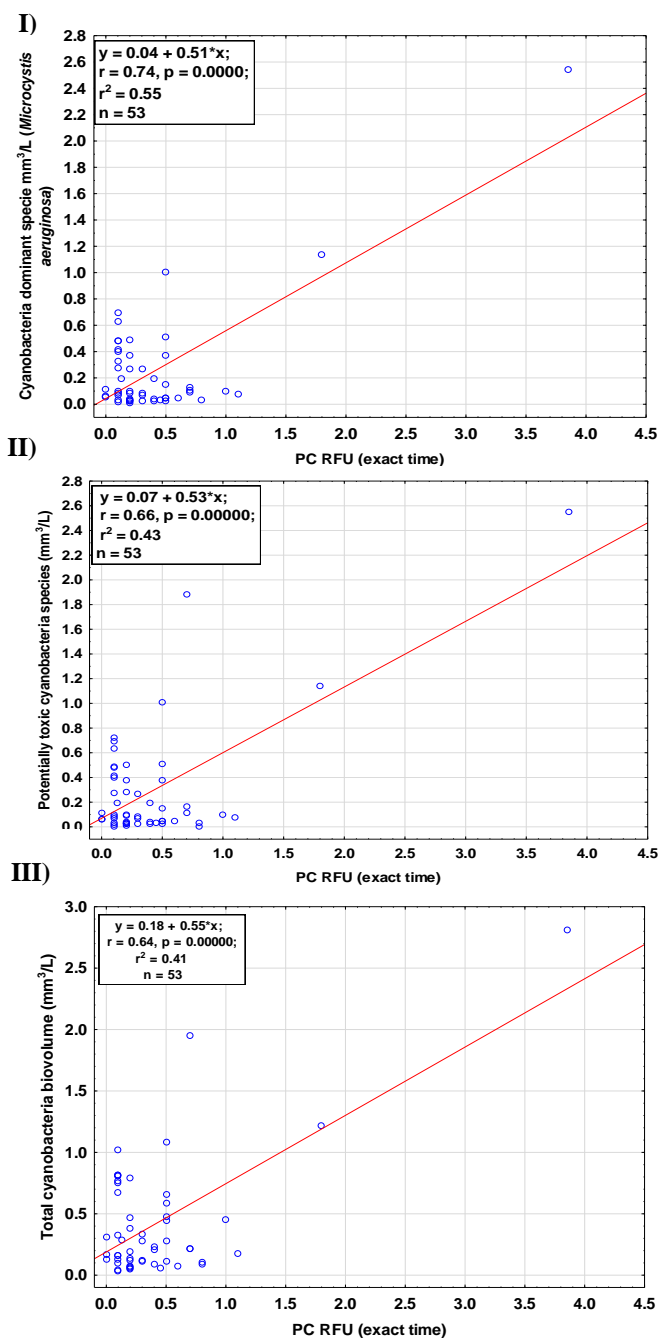 I)
Cyanobacteria dominant specie mm³/L (Microcystis
aeruginosa)
2.8
2.6
2.4
2.2
2.0
1.8
1.6
1.4
1.2
1.0
0.8
0.6
0.4
0.2
0.0
y = 0.04 + 0.51*x;
r = 0.74, p = 0.0000;
r² = 0.55
n = 53
0.0 0.5 1.0 1.5 2.0 2.5 3.0 3.5 4.0 4.5
PC RFU (exact time)
II)
Potentially toxic cyanobacteria species (mm³/L)
2.8
2.6
2.4
2.2
2.0
1.8
1.6
1.4
1.2
1.0
0.8
0.6
0.4
0.2
0.0
y = 0.07 + 0.53*x;
r = 0.66, p = 0.00000;
r² = 0.43
n = 53
0.0 0.5 1.0 1.5 2.0 2.5 3.0 3.5 4.0 4.5
PC RFU (exact time)
III)
Total cyanobacteria biovolume (mm³/L)
3.0
2.5
2.0
1.5
1.0
0.5
0.0
y = 0.18 + 0.55*x;
r = 0.64, p = 0.00000;
r² = 0.41
n = 53
0.0 0.5 1.0 1.5 2.0 2.5 3.0 3.5 4.0 4.5
PC RFU (exact time)